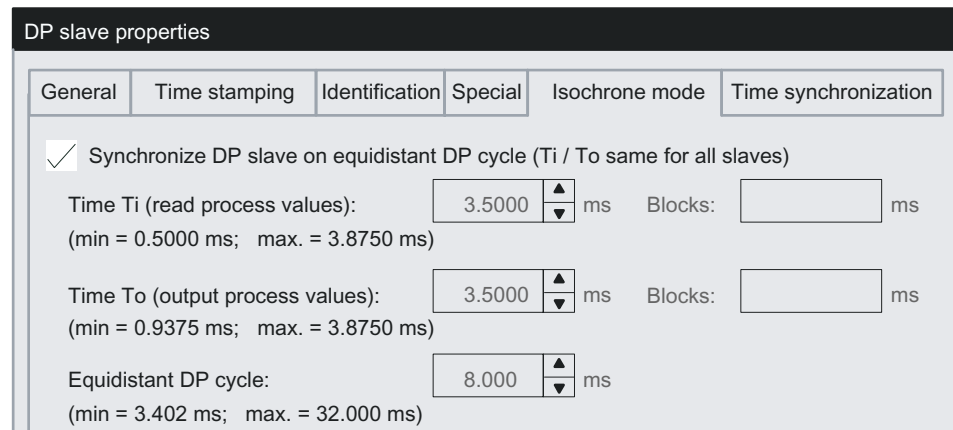 DP slave properties
General Time stamping Identification Special Isochrone mode Time synchronization
Synchronize DP slave on equidistant DP cycle (Ti / To same for all slaves)
Time Ti (read process values): 3.5000 ms Blocks: ms
(min = 0.5000 ms; max. = 3.8750 ms)
Time To (output process values): 3.5000 ms Blocks: ms
(min = 0.9375 ms; max. = 3.8750 ms)
Equidistant DP cycle: 8.000 ms
(min = 3.402 ms; max. = 32.000 ms)